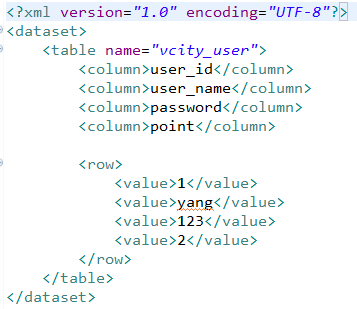 <?xml version="1.0" encoding="UTF-8"?>
<dataset>
    <table name="vcity_user">
        <column>user_id</column>
        <column>user_name</column>
        <column>password</column>
        <column>point</column>

        <row>
            <value>1</value>
            <value>yang</value>
            <value>123</value>
            <value>2</value>
        </row>
    </table>
</dataset>